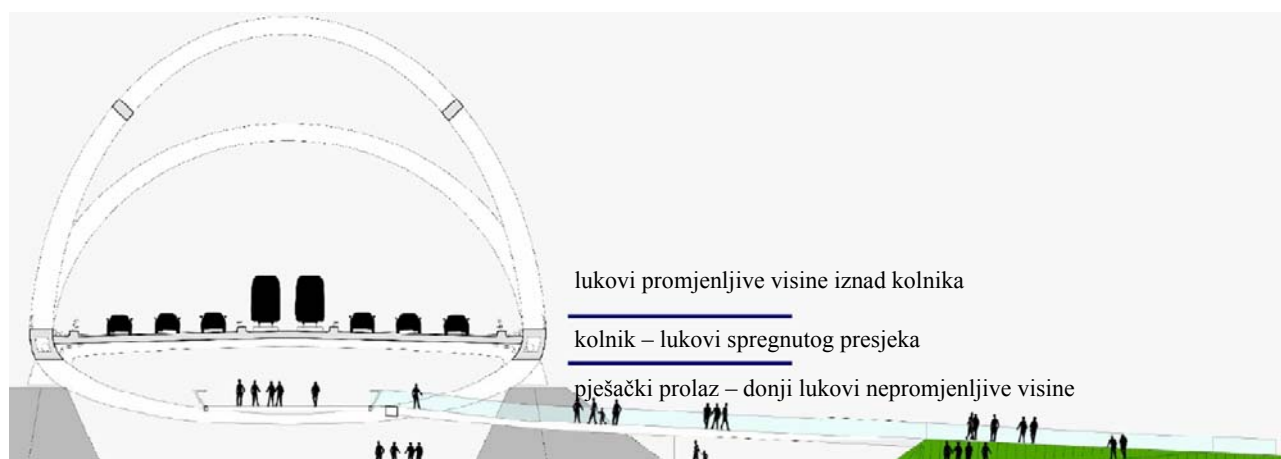 lukovi promjenljive visine iznad kolnika
kolnik – lukovi spregnutog presjeka
pješački prolaz – donji lukovi nepromjenljive visine